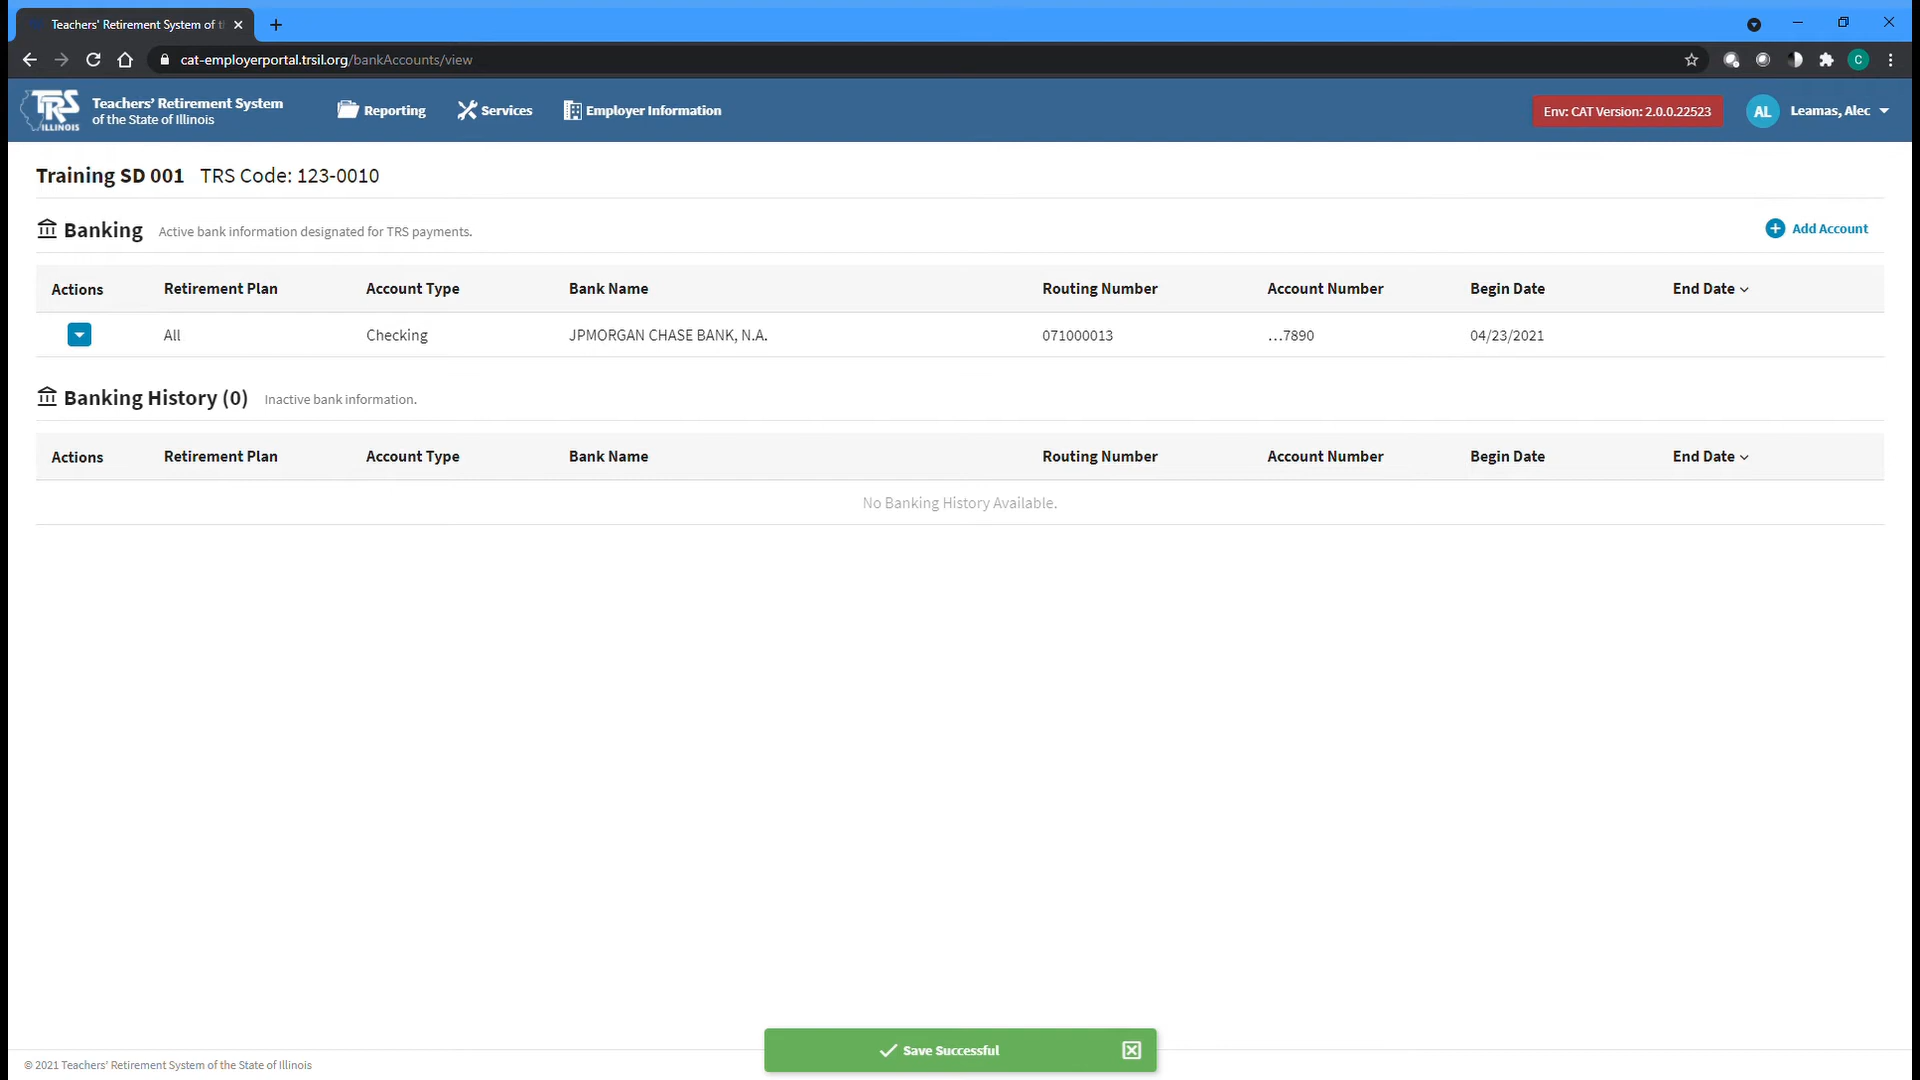 Teachers' Retirement System of
cat-employerportal.trsil.org/bankAccounts/view
C
TRS
ILLINOIS
Teachers' Retirement System
of the State of Illinois
Reporting
Services
Employer Information
Env: CAT Version: 2.0.0.22523
AL
Leamas, Alec
Training SD 001 TRS Code: 123-0010
Banking Active bank information designated for TRS payments.
Add Account
Actions Retirement Plan Account Type Bank Name Routing Number Account Number Begin Date End Date
All Checking JPMORGAN CHASE BANK, N.A. 071000013 ...7890 04/23/2021
Banking History (0) Inactive bank information.
Actions Retirement Plan Account Type Bank Name Routing Number Account Number Begin Date End Date
No Banking History Available.
Save Successful
© 2021 Teachers' Retirement System of the State of Illinois